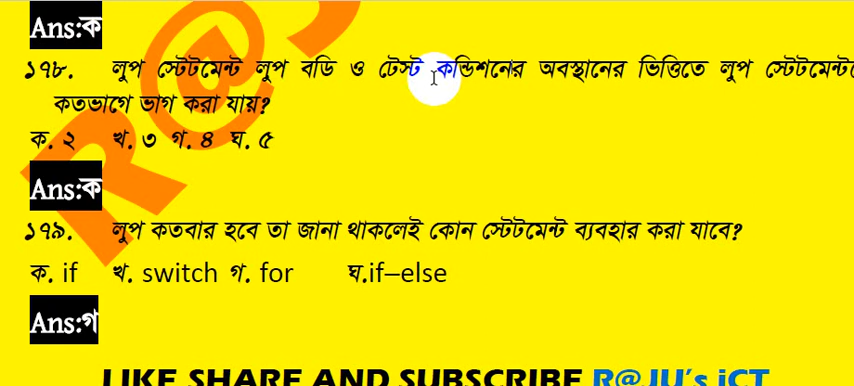 Ans:ক
১৭৮. লুপ স্টেটমেন্ট লুপ বডি ও টেস্ট কন্ডিশনের অবস্থানের ভিত্তিতে লুপ স্টেটমেন্টকে
কতভাগে ভাগ করা যায়?
ক. ২ খ. ৩ গ. ৪ ঘ. ৫
Ans:ক
১৭৯. লুপ কতবার হবে তা জানা থাকলেই কোন স্টেটমেন্ট ব্যবহার করা যাবে?
ক. if খ. switch গ. for ঘ.if–else
Ans:গ
LIKE SHARE AND SUBSCRIBE R@JU's iCT